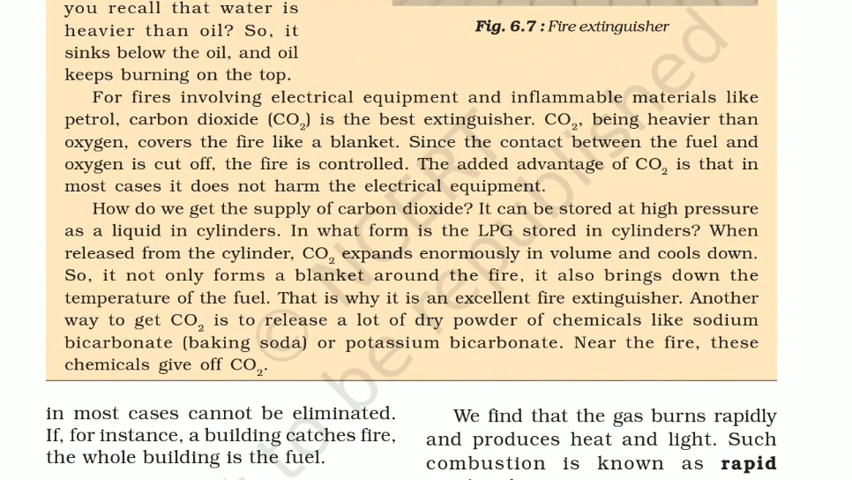 you recall that water is
heavier than oil? So, it
sinks below the oil, and oil
keeps burning on the top.
Fig. 6.7 : Fire extinguisher
For fires involving electrical equipment and inflammable materials like
petrol, carbon dioxide (CO₂) is the best extinguisher. CO₂, being heavier than
oxygen, covers the fire like a blanket. Since the contact between the fuel and
oxygen is cut off, the fire is controlled. The added advantage of CO₂ is that in
most cases it does not harm the electrical equipment.
How do we get the supply of carbon dioxide? It can be stored at high pressure
as a liquid in cylinders. In what form is the LPG stored in cylinders? When
released from the cylinder, CO₂ expands enormously in volume and cools down.
So, it not only forms a blanket around the fire, it also brings down the
temperature of the fuel. That is why it is an excellent fire extinguisher. Another
way to get CO₂ is to release a lot of dry powder of chemicals like sodium
bicarbonate (baking soda) or potassium bicarbonate. Near the fire, these
chemicals give off CO₂.
in most cases cannot be eliminated.
If, for instance, a building catches fire,
the whole building is the fuel.
We find that the gas burns rapidly
and produces heat and light. Such
combustion is known as rapid
© NCERT
not to be republished